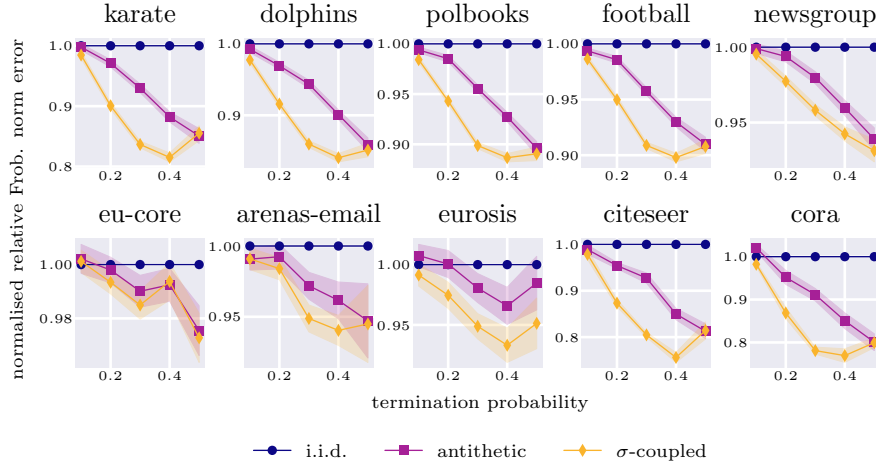 karate dolphins polbooks football newsgroup
1.0 0.9 0.8 0.2 0.4
1.0 0.9 0.2 0.4
1.00 0.95 0.90 0.2 0.4
1.00 0.95 0.90 0.2 0.4
1.00 0.95 0.2 0.4
eu-core arenas-email eurosis citeseer cora
1.00 0.98 0.2 0.4
1.00 0.95 0.2 0.4
1.00 0.95 0.2 0.4
1.0 0.9 0.8 0.2 0.4
1.0 0.9 0.8 0.2 0.4
normalised relative Frob. norm error
termination probability
i.i.d. antithetic σ-coupled